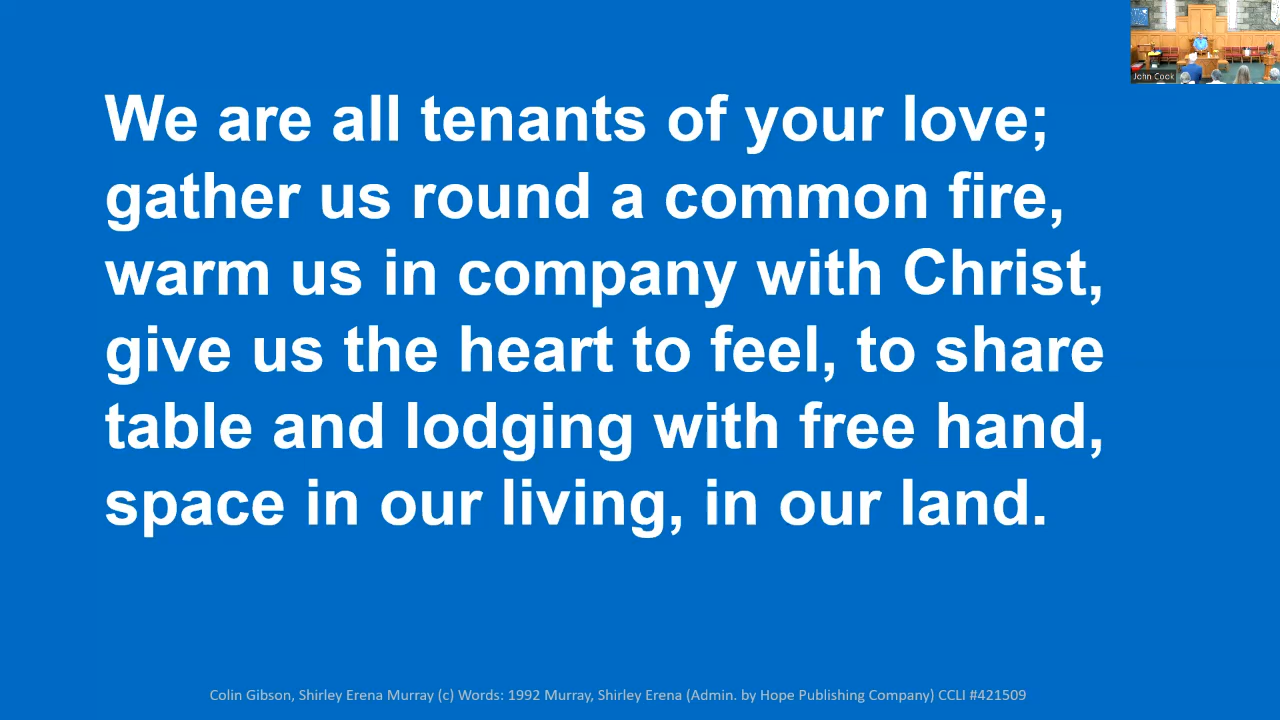 John Cook
We are all tenants of your love;
gather us round a common fire,
warm us in company with Christ,
give us the heart to feel, to share
table and lodging with free hand,
space in our living, in our land.
Colin Gibson, Shirley Erena Murray (c) Words: 1992 Murray, Shirley Erena (Admin. by Hope Publishing Company) CCLI #421509